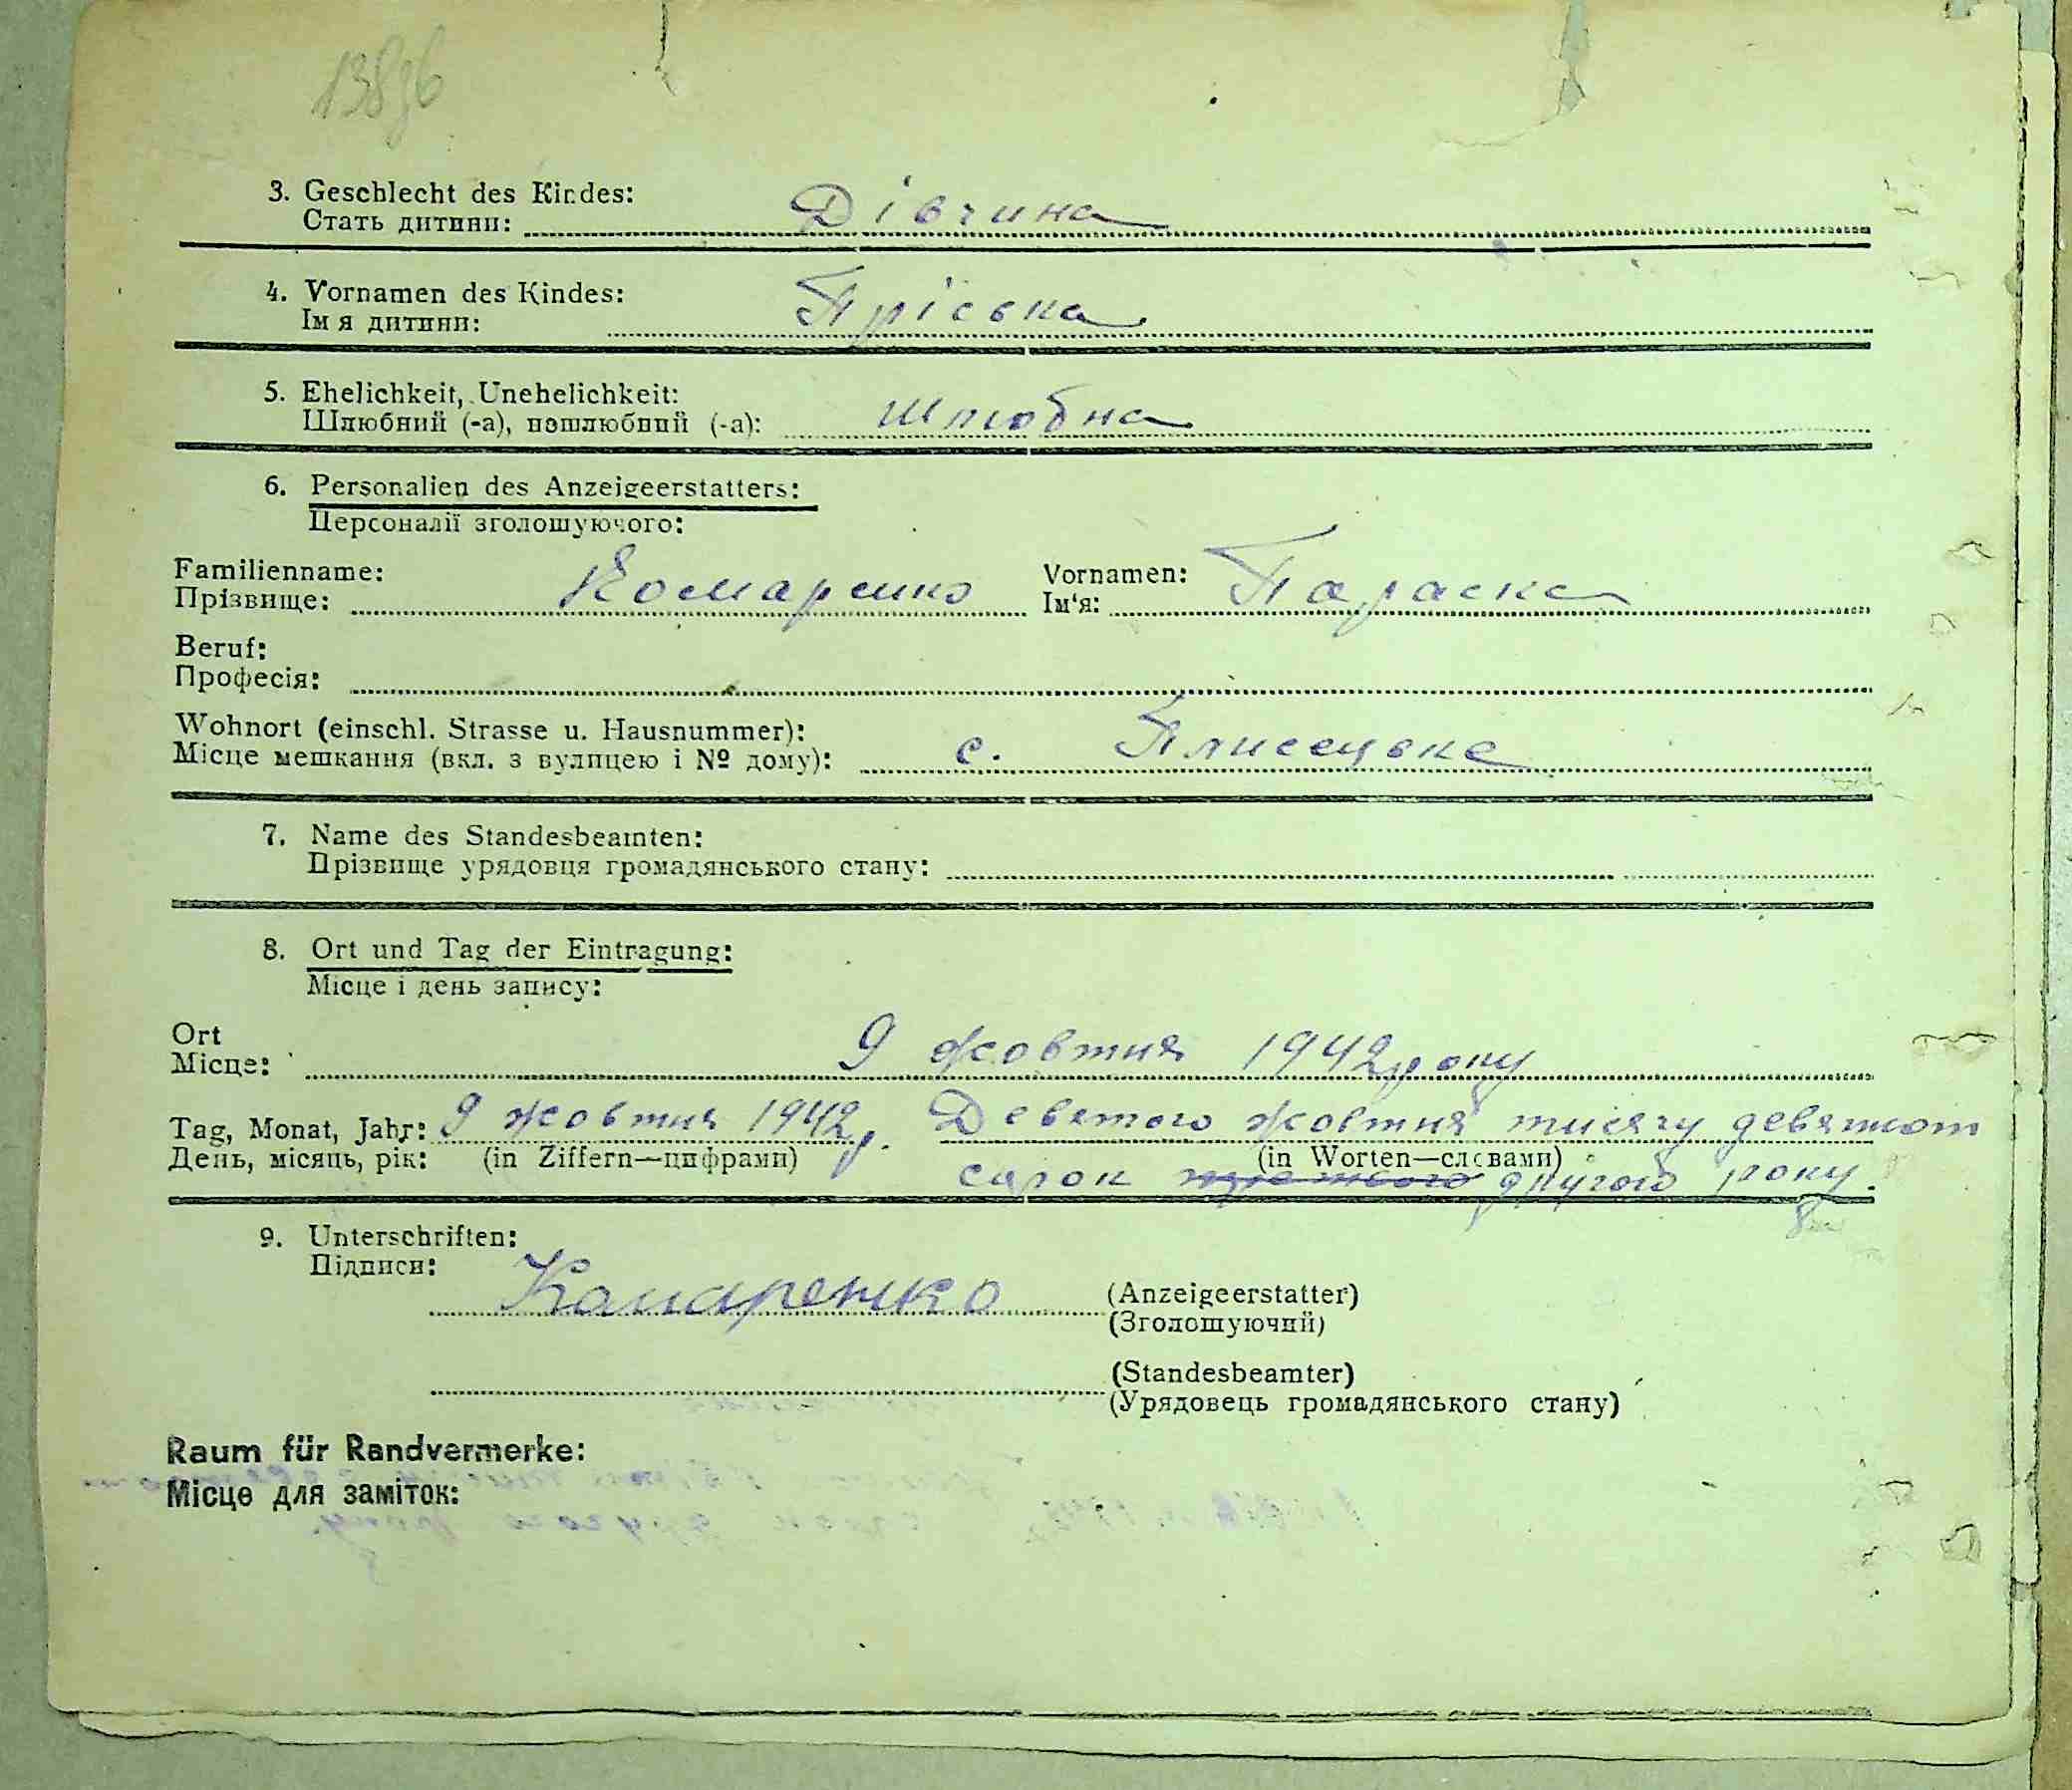 138зв
3. Geschlecht des Kindes:
Стать дитини: Дівчина
4. Vornamen des Kindes:
Ім я дитини: Пріська
5. Ehelichkeit, Unehelichkeit:
Шлюбний (-а), нешлюбний (-а): шлюбна
6. Personalien des Anzeigeerstatters:
Персоналії зголошуючого:
Familienname: Vornamen:
Прізвище: Комаренко Ім‘я: Параска
Beruf:
Професія:
Wohnort (einschl. Strasse u. Hausnummer):
Місце мешкання (вкл. з вулицею і № дому): с. Плисецьке
7. Name des Standesbeamten:
Прізвище урядовця громадянського стану:
8. Ort und Tag der Eintragung:
Місце і день запису:
Ort
Місце: 9 жовтня 1942 року
Tag, Monat, Jahr: 9 жовтня 1942 р. Девятого жовтня тисячу девятсот
День, місяць, рік: (in Ziffern—цифрами) (in Worten—словами)
сорок другого року.
9. Unterschriften:
Підписи:
Комаренко (Anzeigeerstatter)
(Зголошуючий)
(Standesbeamter)
(Урядовець громадянського стану)
Raum für Randvermerke:
Місце для заміток: